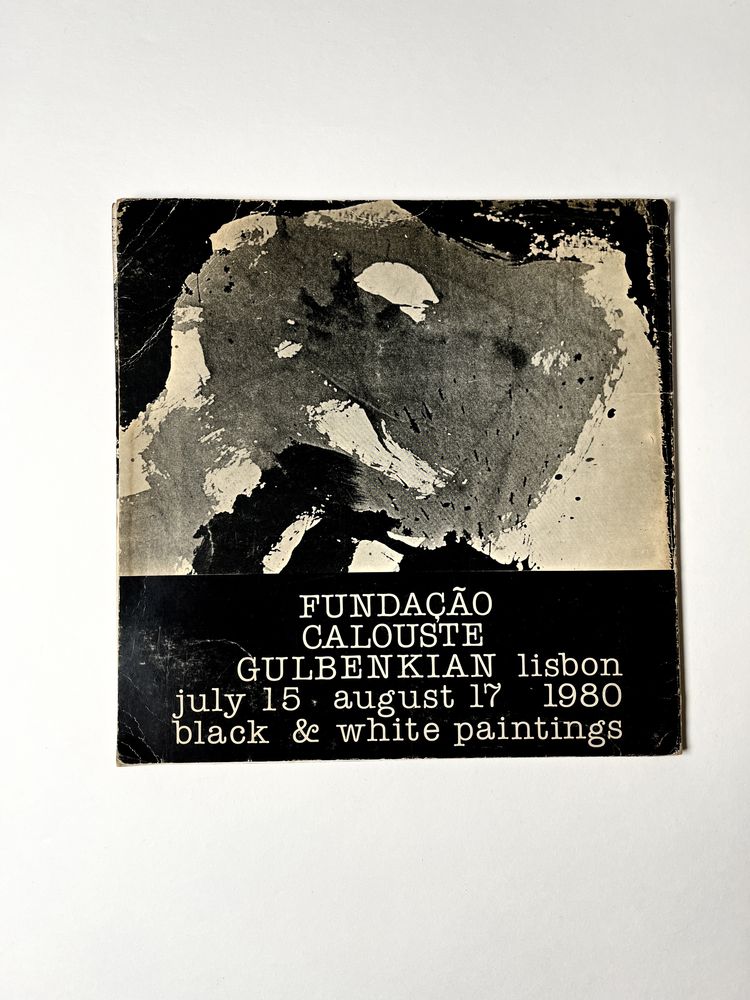 FUNDAÇÃO
CALOUSTE
GULBENKIAN lisbon
july 15 · august 17 1980
black & white paintings